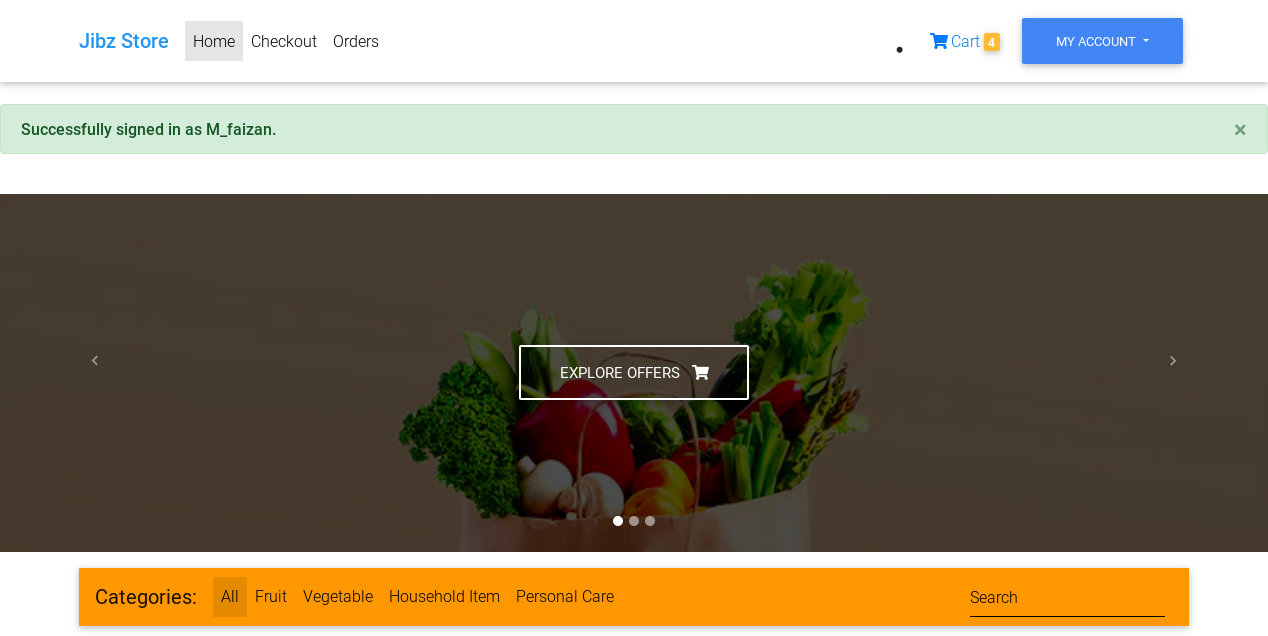 Jibz Store Home Checkout Orders Cart 4 MY ACCOUNT
Successfully signed in as M_faizan. ×
EXPLORE OFFERS
Categories: All Fruit Vegetable Household Item Personal Care Search